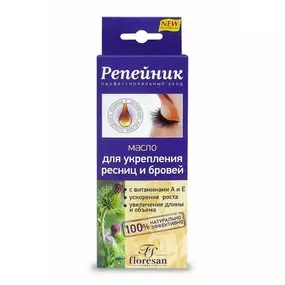 NEW
Репейник
профессиональный уход
масло
для укрепления
ресниц и бровей
• с витаминами А и Е
• ускорение роста
• увеличение длины
и объема
100% НАТУРАЛЬНО
ЭФФЕКТИВНО
floresan